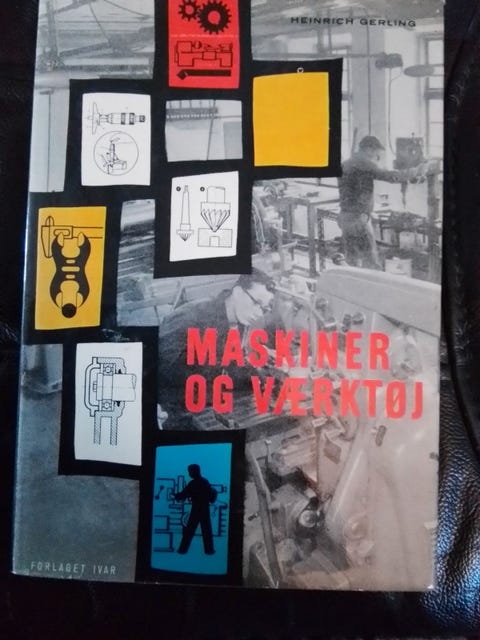 HEINRICH GERLING
MASKINER
OG VÆRKTØJ
FORLAGET IVAR